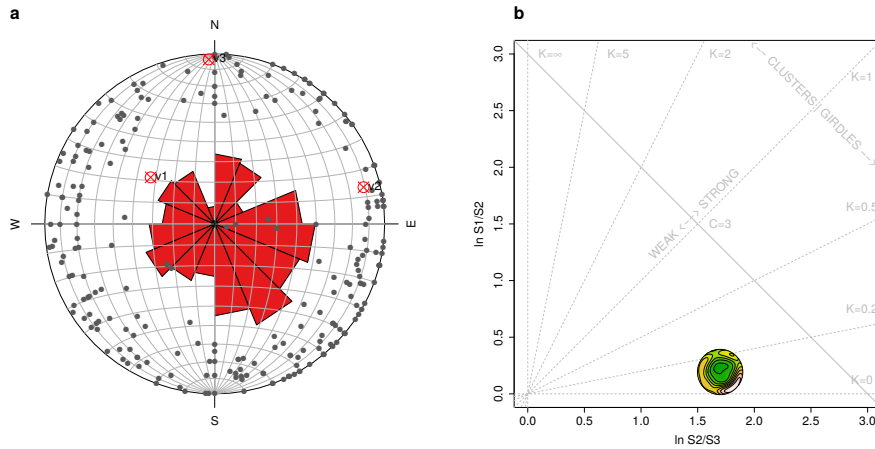 a
N
v3
v1
v2
W
E
S
b
K=∞
K=5
K=2
K=1
<---> CLUSTERS | GIRDLES <--->
WEAK <---> STRONG
C=3
K=0.5
K=0.2
K=0
ln S1/S2
0.0
0.5
1.0
1.5
2.0
2.5
3.0
0.0
0.5
1.0
1.5
2.0
2.5
3.0
ln S2/S3